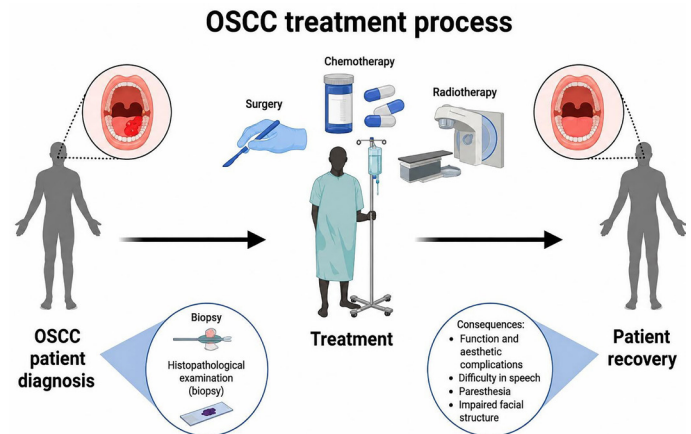 OSCC treatment process
Chemotherapy
Surgery
Radiotherapy
OSCC
patient
diagnosis
Biopsy
Histopathological
examination
(biopsy)
Treatment
Consequences:
• Function and
aesthetic
complications
• Difficulty in speech
• Paresthesia
• Impaired facial
structure
Patient
recovery